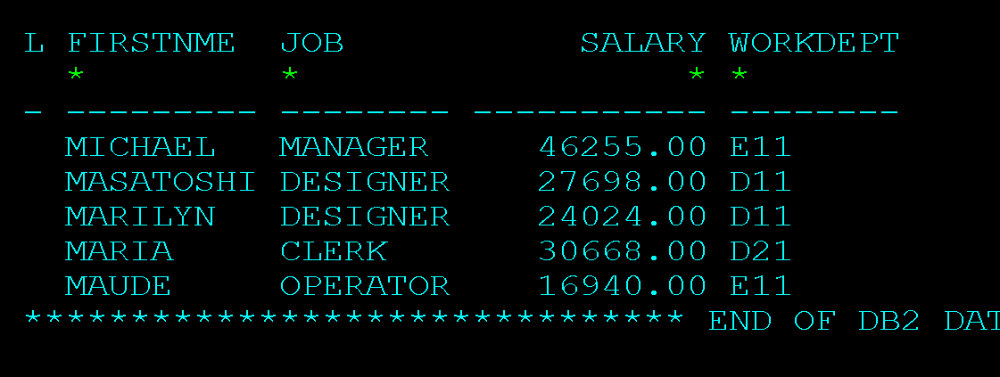 L FIRSTNME  JOB                SALARY WORKDEPT
  *         *                       * *
- --------- -------- ----------- --------
  MICHAEL   MANAGER     46255.00 E11
  MASATOSHI DESIGNER    27698.00 D11
  MARILYN   DESIGNER    24024.00 D11
  MARIA     CLERK       30668.00 D21
  MAUDE     OPERATOR    16940.00 E11
******************************* END OF DB2 DAT